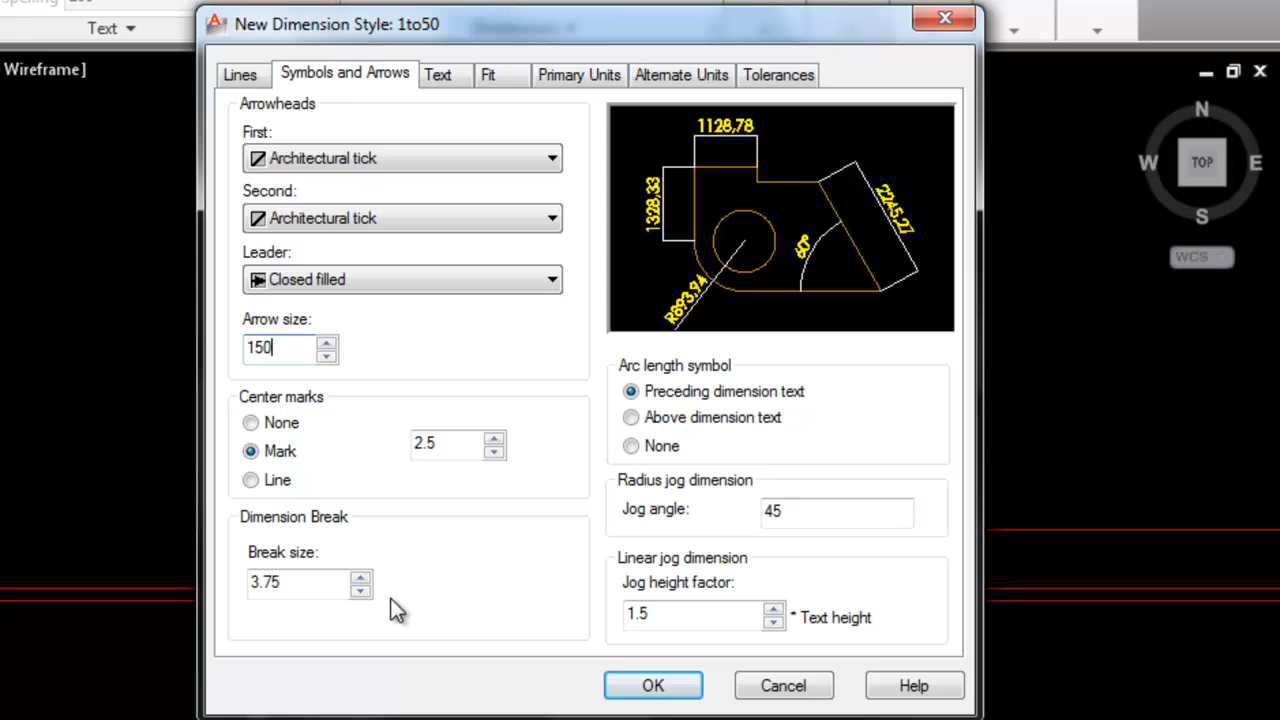 New Dimension Style: 1to50
Text
Wireframe]
Lines
Symbols and Arrows
Text
Fit
Primary Units
Alternate Units
Tolerances
Arrowheads
First:
Architectural tick
Second:
Architectural tick
Leader:
Closed filled
Arrow size:
150
Center marks
None
Mark
2.5
Line
Dimension Break
Break size:
3.75
1128,78
1328,33
2245,27
60°
R893,94
Arc length symbol
Preceding dimension text
Above dimension text
None
Radius jog dimension
Jog angle:
45
Linear jog dimension
Jog height factor:
1.5
* Text height
OK
Cancel
Help
N
W
TOP
E
S
WCS